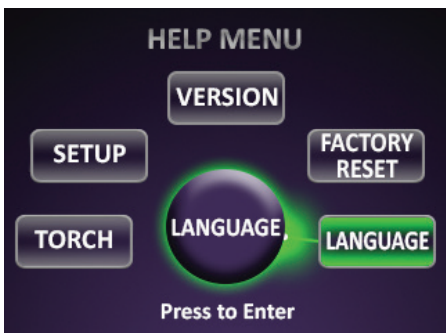 HELP MENU
VERSION
SETUP
FACTORY
RESET
TORCH
LANGUAGE
LANGUAGE
Press to Enter